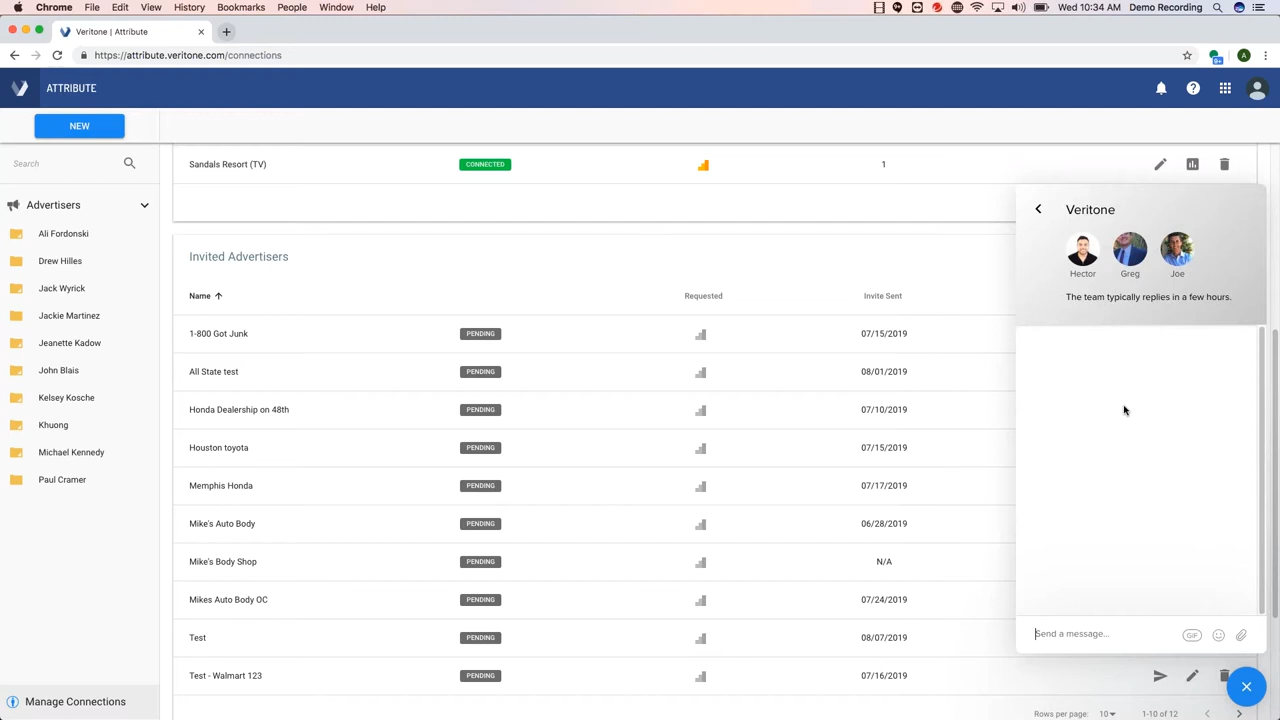 Chrome File Edit View History Bookmarks People Window Help Wed 10:34 AM Demo Recording
Veritone | Attribute
https://attribute.veritone.com/connections
ATTRIBUTE
NEW
Search
Advertisers
Ali Fordonski
Drew Hilles
Jack Wyrick
Jackie Martinez
Jeanette Kadow
John Blais
Kelsey Kosche
Khuong
Michael Kennedy
Paul Cramer
Manage Connections
Sandals Resort (TV) CONNECTED 1
Invited Advertisers
Name Requested Invite Sent
1-800 Got Junk PENDING 07/15/2019
All State test PENDING 08/01/2019
Honda Dealership on 48th PENDING 07/10/2019
Houston toyota PENDING 07/15/2019
Memphis Honda PENDING 07/17/2019
Mike's Auto Body PENDING 06/28/2019
Mike's Body Shop PENDING N/A
Mikes Auto Body OC PENDING 07/24/2019
Test PENDING 08/07/2019
Test - Walmart 123 PENDING 07/16/2019
Rows per page: 10 1-10 of 12
Veritone
Hector Greg Joe
The team typically replies in a few hours.
Send a message... GIF